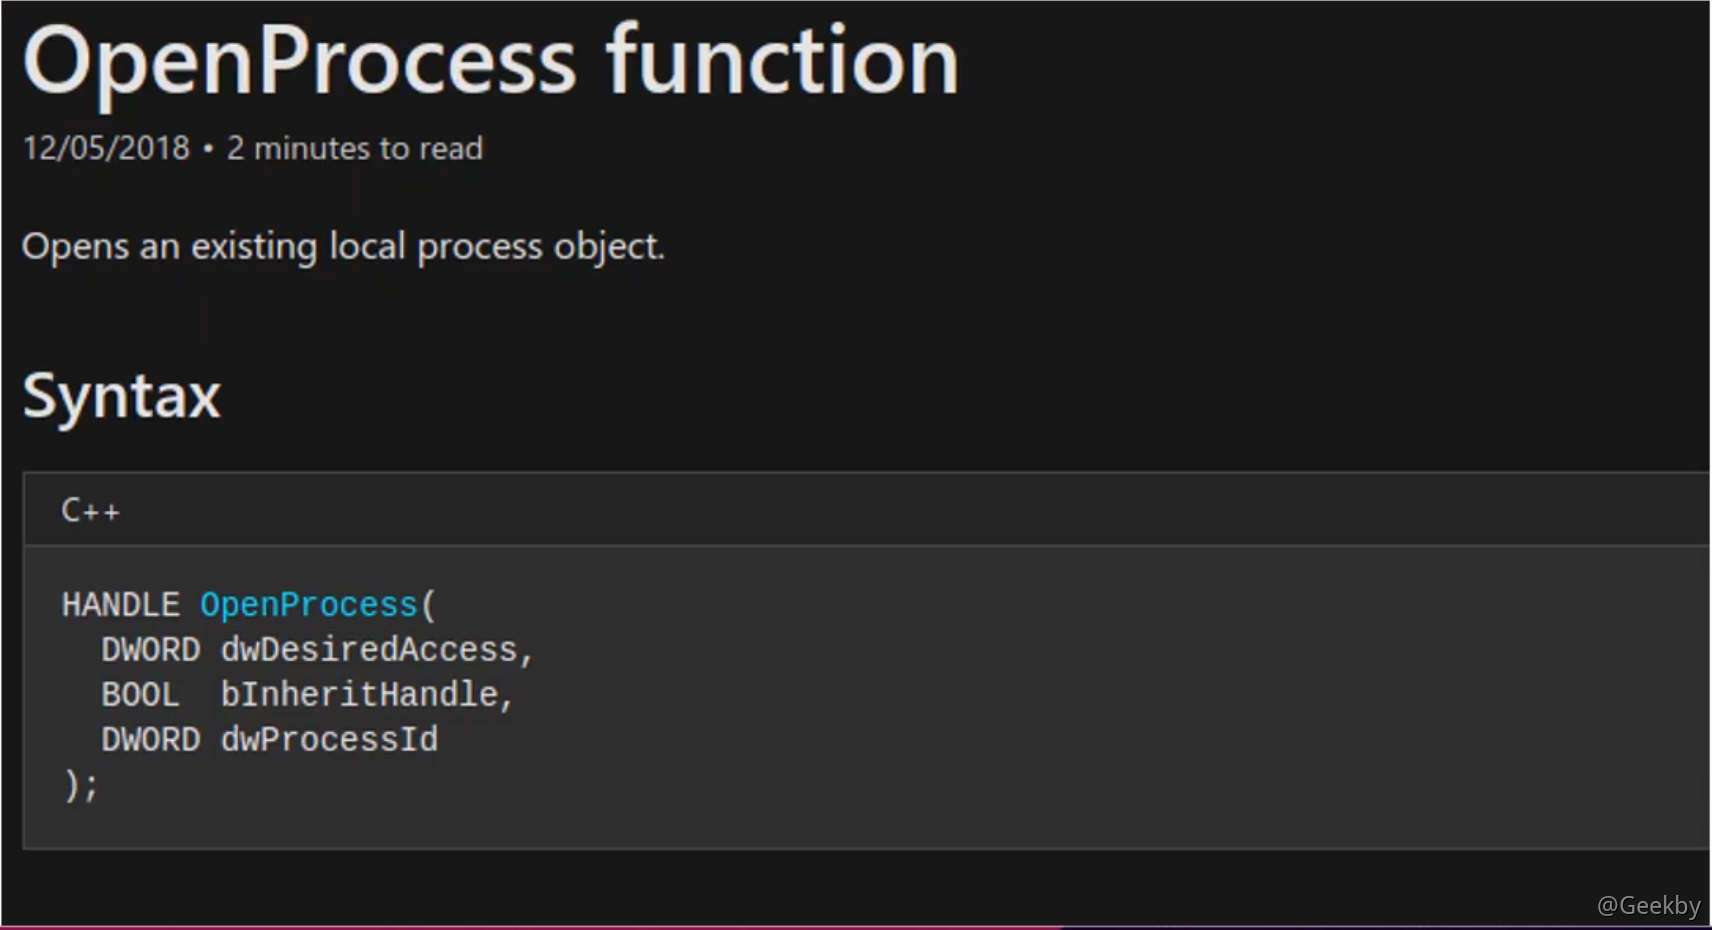 OpenProcess function
12/05/2018 • 2 minutes to read
Opens an existing local process object.
Syntax
C++
HANDLE OpenProcess(
  DWORD dwDesiredAccess,
  BOOL  bInheritHandle,
  DWORD dwProcessId
);
@Geekby